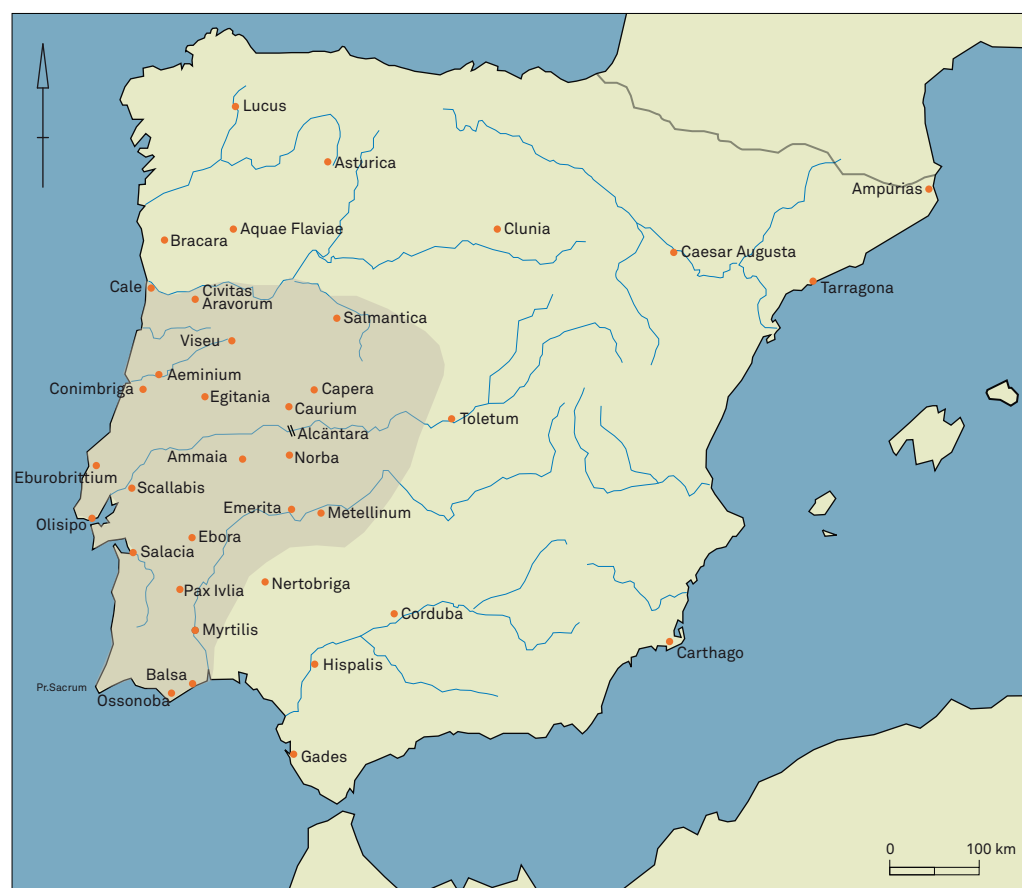 Lucus
Asturica
Ampurias
Aquae Flaviae
Clunia
Bracara
Caesar Augusta
Cale
Civitas
Aravorum
Tarragona
Salmantica
Viseu
Aeminium
Conimbriga
Egitania
Capera
Caurium
Toletum
Alcäntara
Ammaia
Norba
Eburobrittium
Scallabis
Emerita
Metellinum
Olisipo
Ebora
Salacia
Nertobriga
Pax Ivlia
Corduba
Myrtilis
Carthago
Hispalis
Balsa
Pr.Sacrum
Ossonoba
Gades
0 100 km